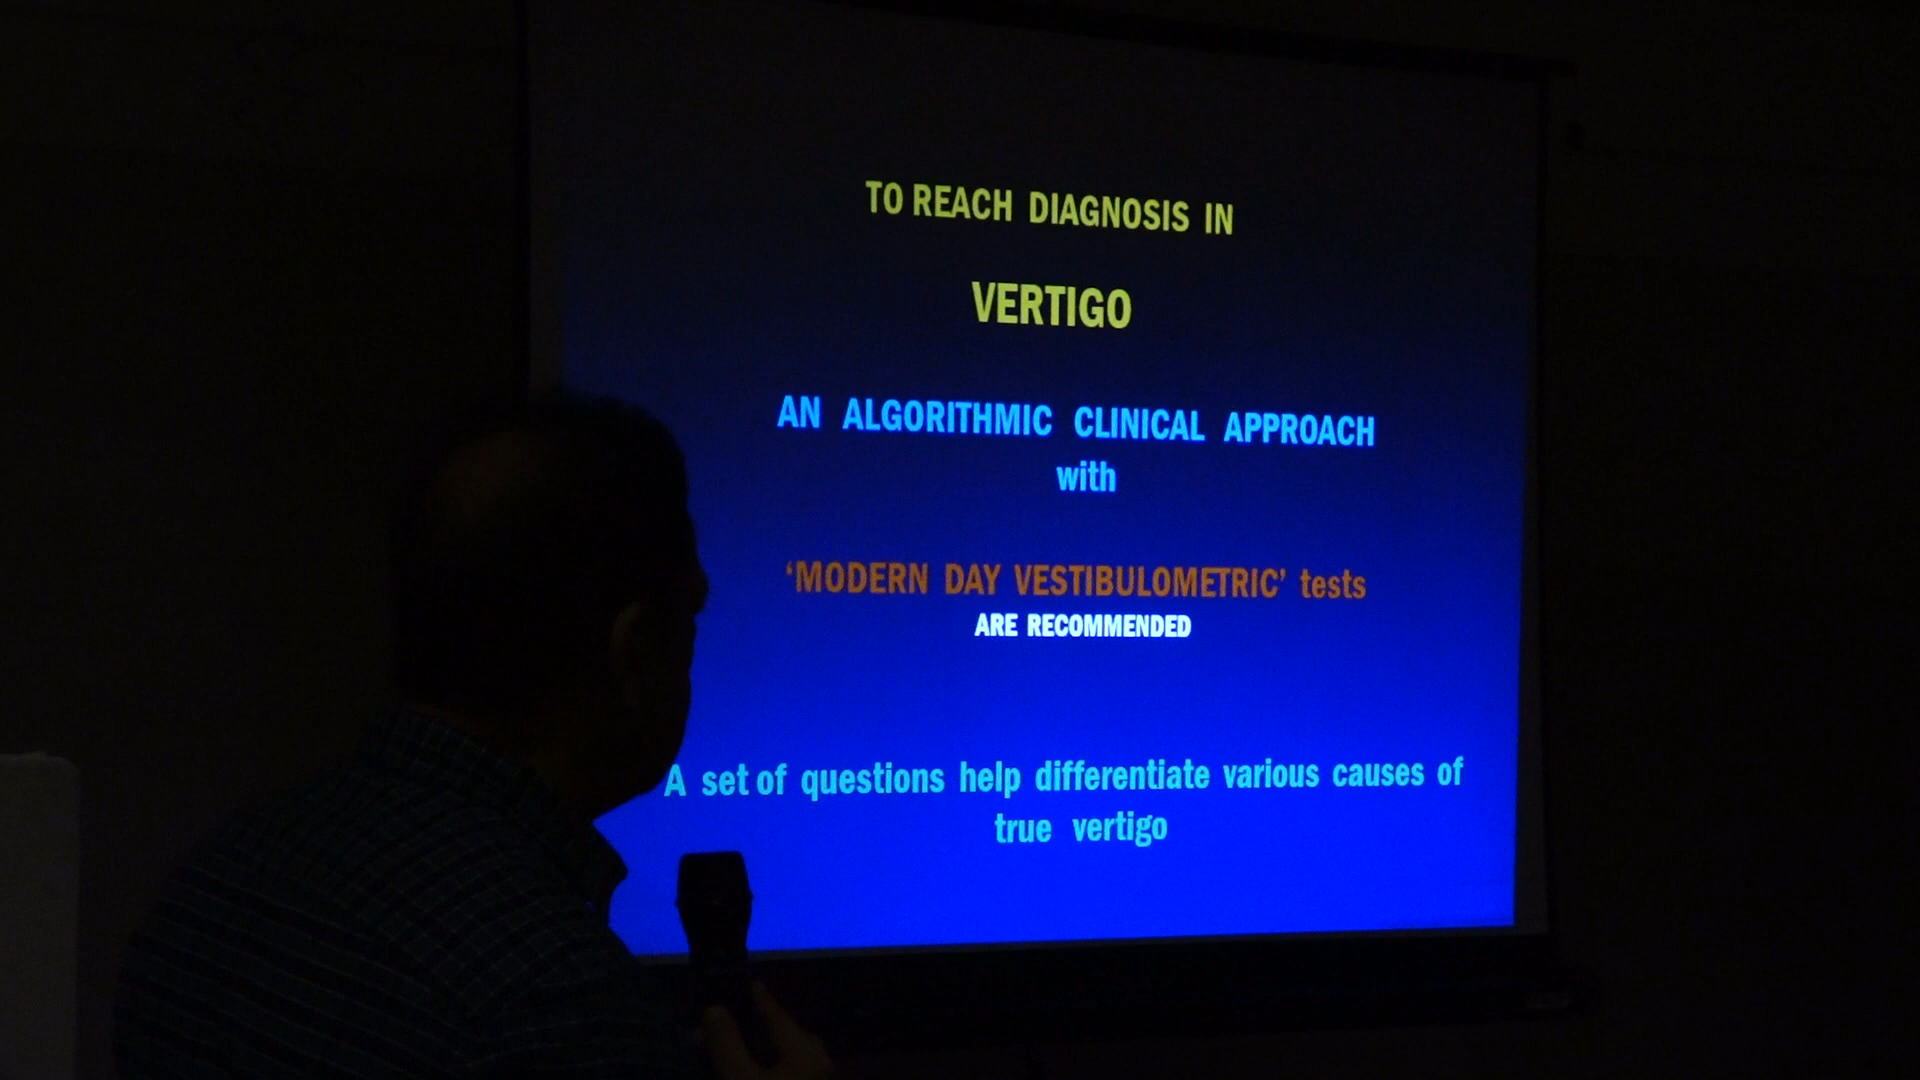 TO REACH DIAGNOSIS IN
VERTIGO
AN ALGORITHMIC CLINICAL APPROACH
with
‘MODERN DAY VESTIBULOMETRIC’ tests
ARE RECOMMENDED
A set of questions help differentiate various causes of
true vertigo